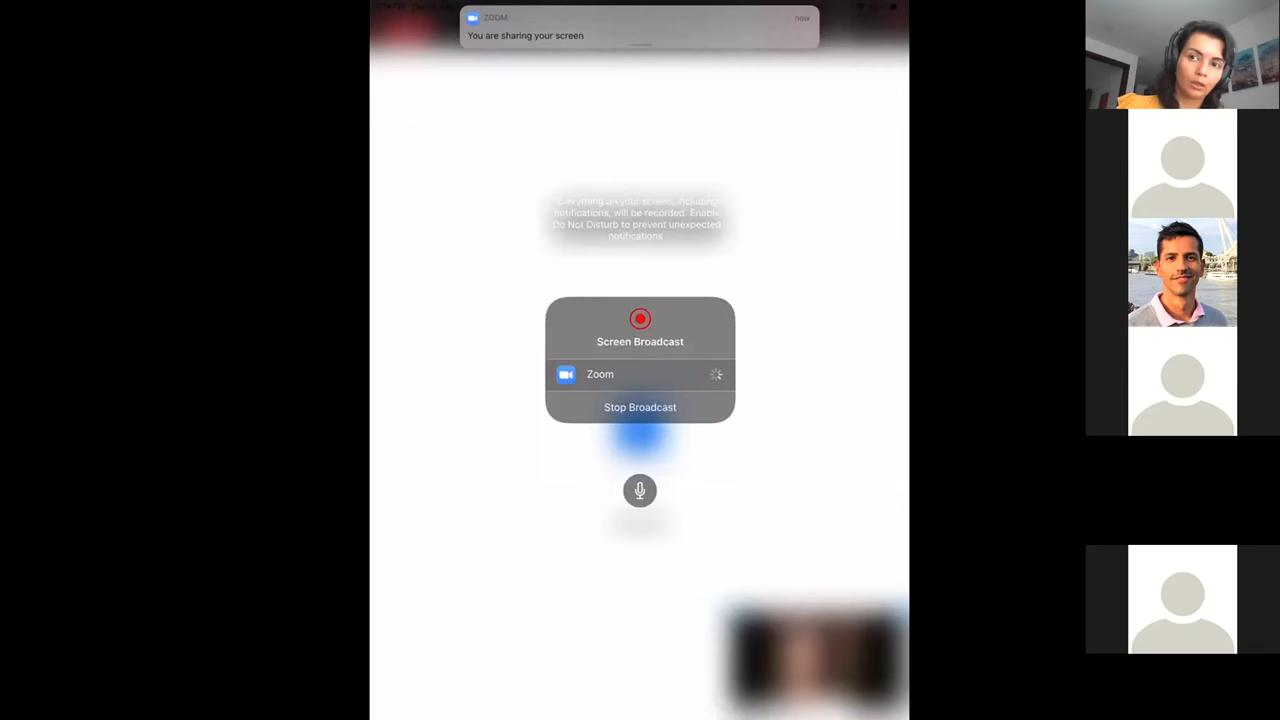 ZOOM
now
You are sharing your screen
Everything on your screen, including
notifications, will be recorded. Enable
Do Not Disturb to prevent unexpected
notifications
Screen Broadcast
Zoom
Stop Broadcast